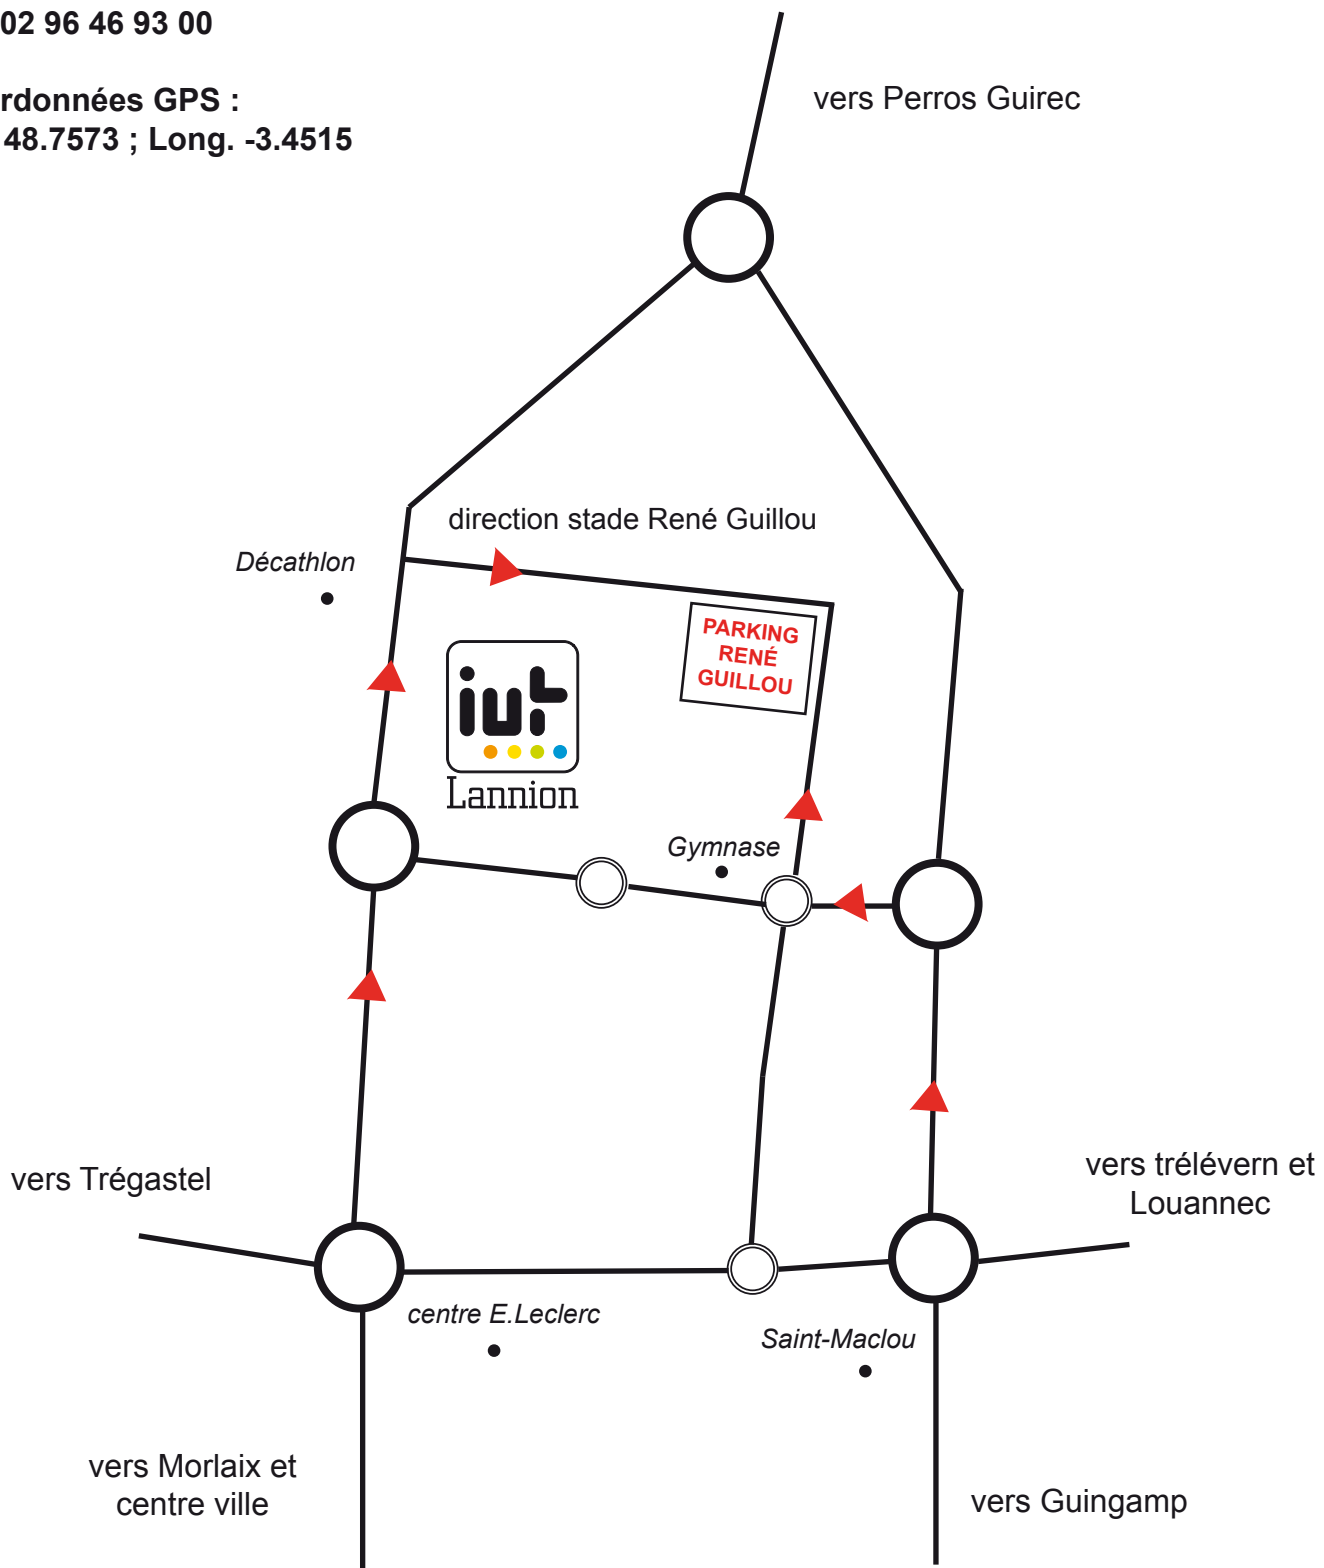 02 96 46 93 00
rdonnées GPS :
48.7573 ; Long. -3.4515
vers Perros Guirec
direction stade René Guillou
Décathlon
PARKING
RENÉ
GUILLOU
iut
Lannion
Gymnase
vers Trégastel
vers trélévern et
Louannec
centre E.Leclerc
Saint-Maclou
vers Morlaix et
centre ville
vers Guingamp